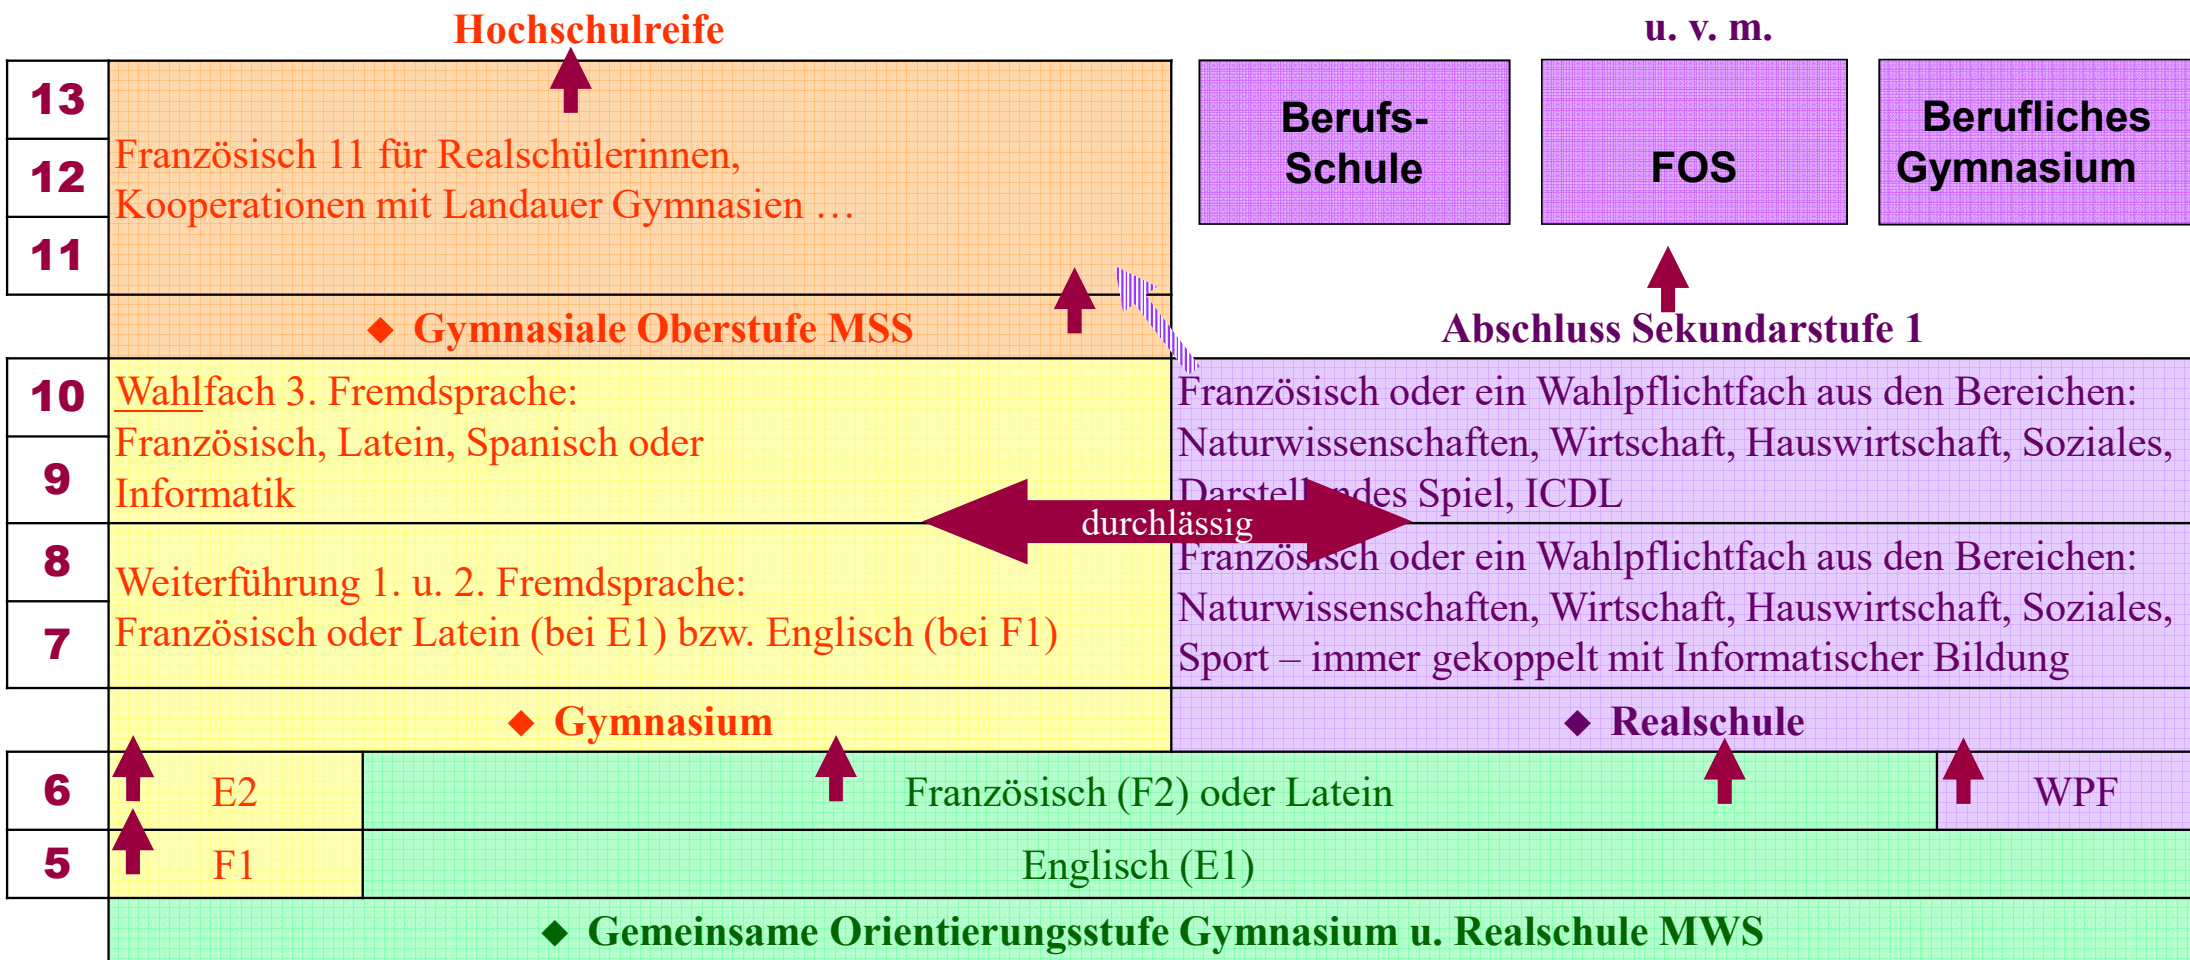 Hochschulreife
u. v. m.
13
12
11
Französisch 11 für Realschülerinnen,
Kooperationen mit Landauer Gymnasien …
Berufs-
Schule
FOS
Berufliches
Gymnasium
◆ Gymnasiale Oberstufe MSS
Abschluss Sekundarstufe 1
10
9
Wahlfach 3. Fremdsprache:
Französisch, Latein, Spanisch oder
Informatik
Französisch oder ein Wahlpflichtfach aus den Bereichen:
Naturwissenschaften, Wirtschaft, Hauswirtschaft, Soziales,
Darstellendes Spiel, ICDL
durchlässig
8
7
Weiterführung 1. u. 2. Fremdsprache:
Französisch oder Latein (bei E1) bzw. Englisch (bei F1)
Französisch oder ein Wahlpflichtfach aus den Bereichen:
Naturwissenschaften, Wirtschaft, Hauswirtschaft, Soziales,
Sport – immer gekoppelt mit Informatischer Bildung
◆ Gymnasium
◆ Realschule
6
E2
Französisch (F2) oder Latein
WPF
5
F1
Englisch (E1)
◆ Gemeinsame Orientierungsstufe Gymnasium u. Realschule MWS